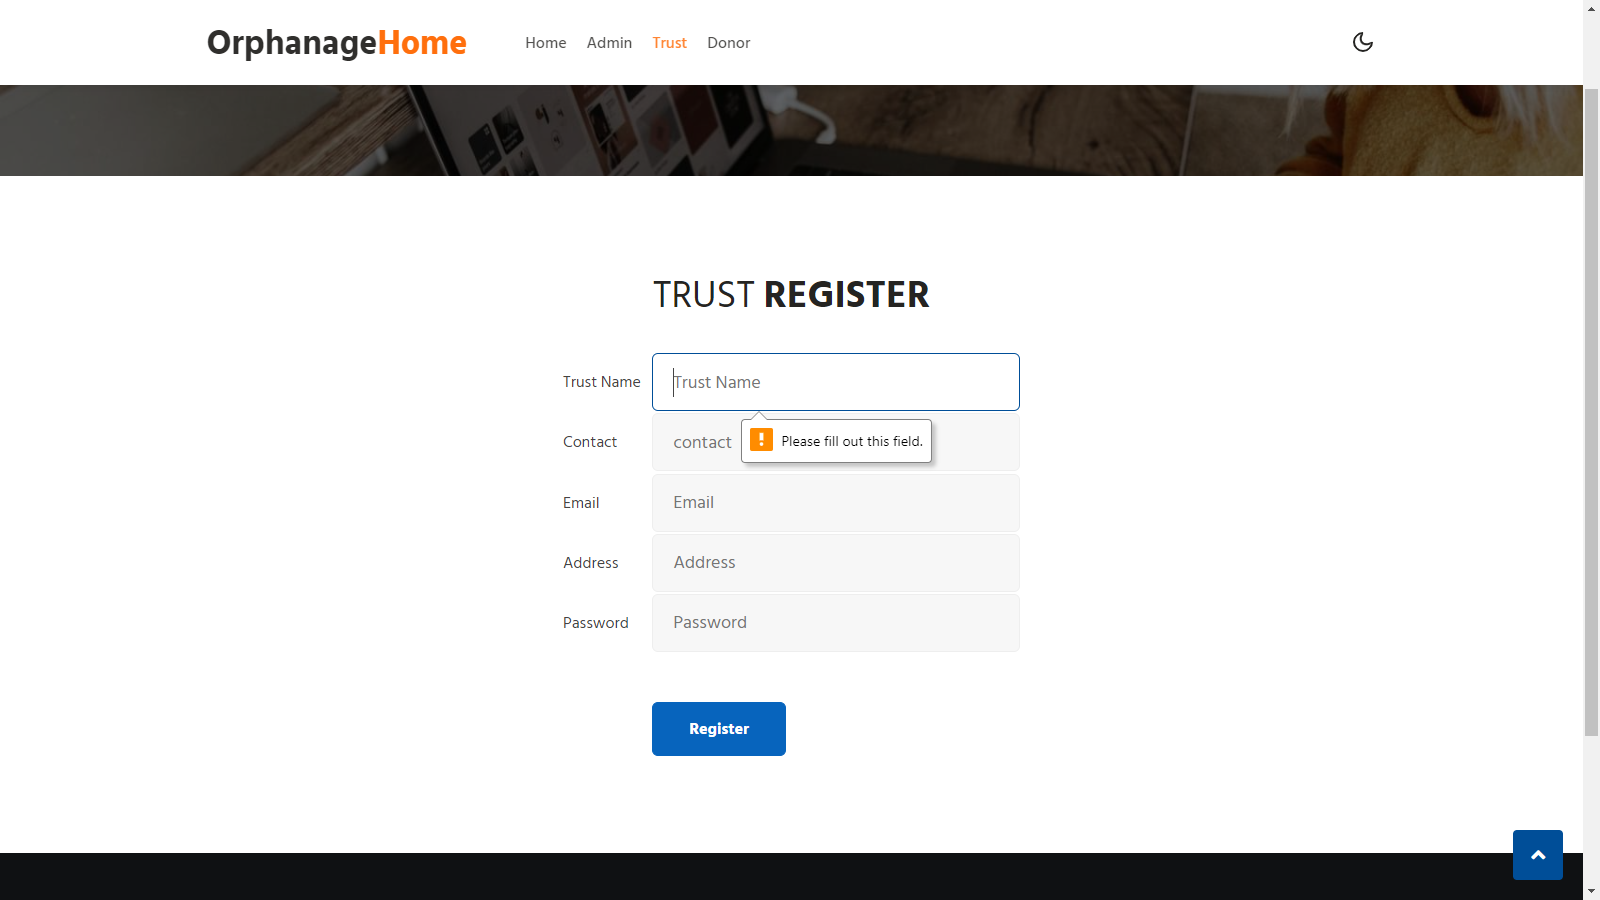 OrphanageHome
Home Admin Trust Donor
TRUST REGISTER
Trust Name Trust Name
Contact contact
Please fill out this field.
Email Email
Address Address
Password Password
Register